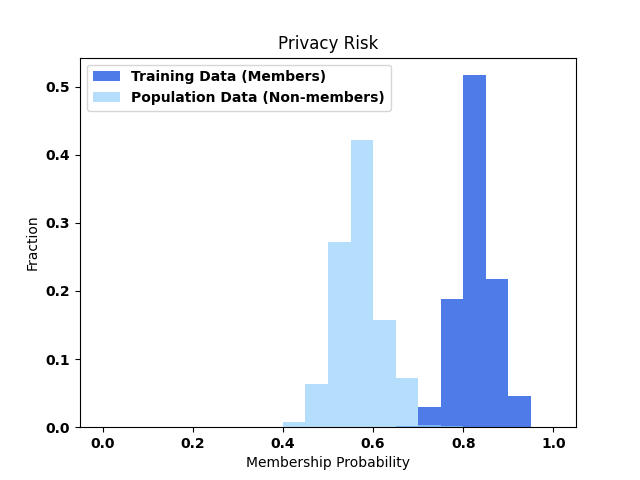 Privacy Risk
Training Data (Members)
Population Data (Non-members)
Fraction
0.5
0.4
0.3
0.2
0.1
0.0
0.0 0.2 0.4 0.6 0.8 1.0
Membership Probability